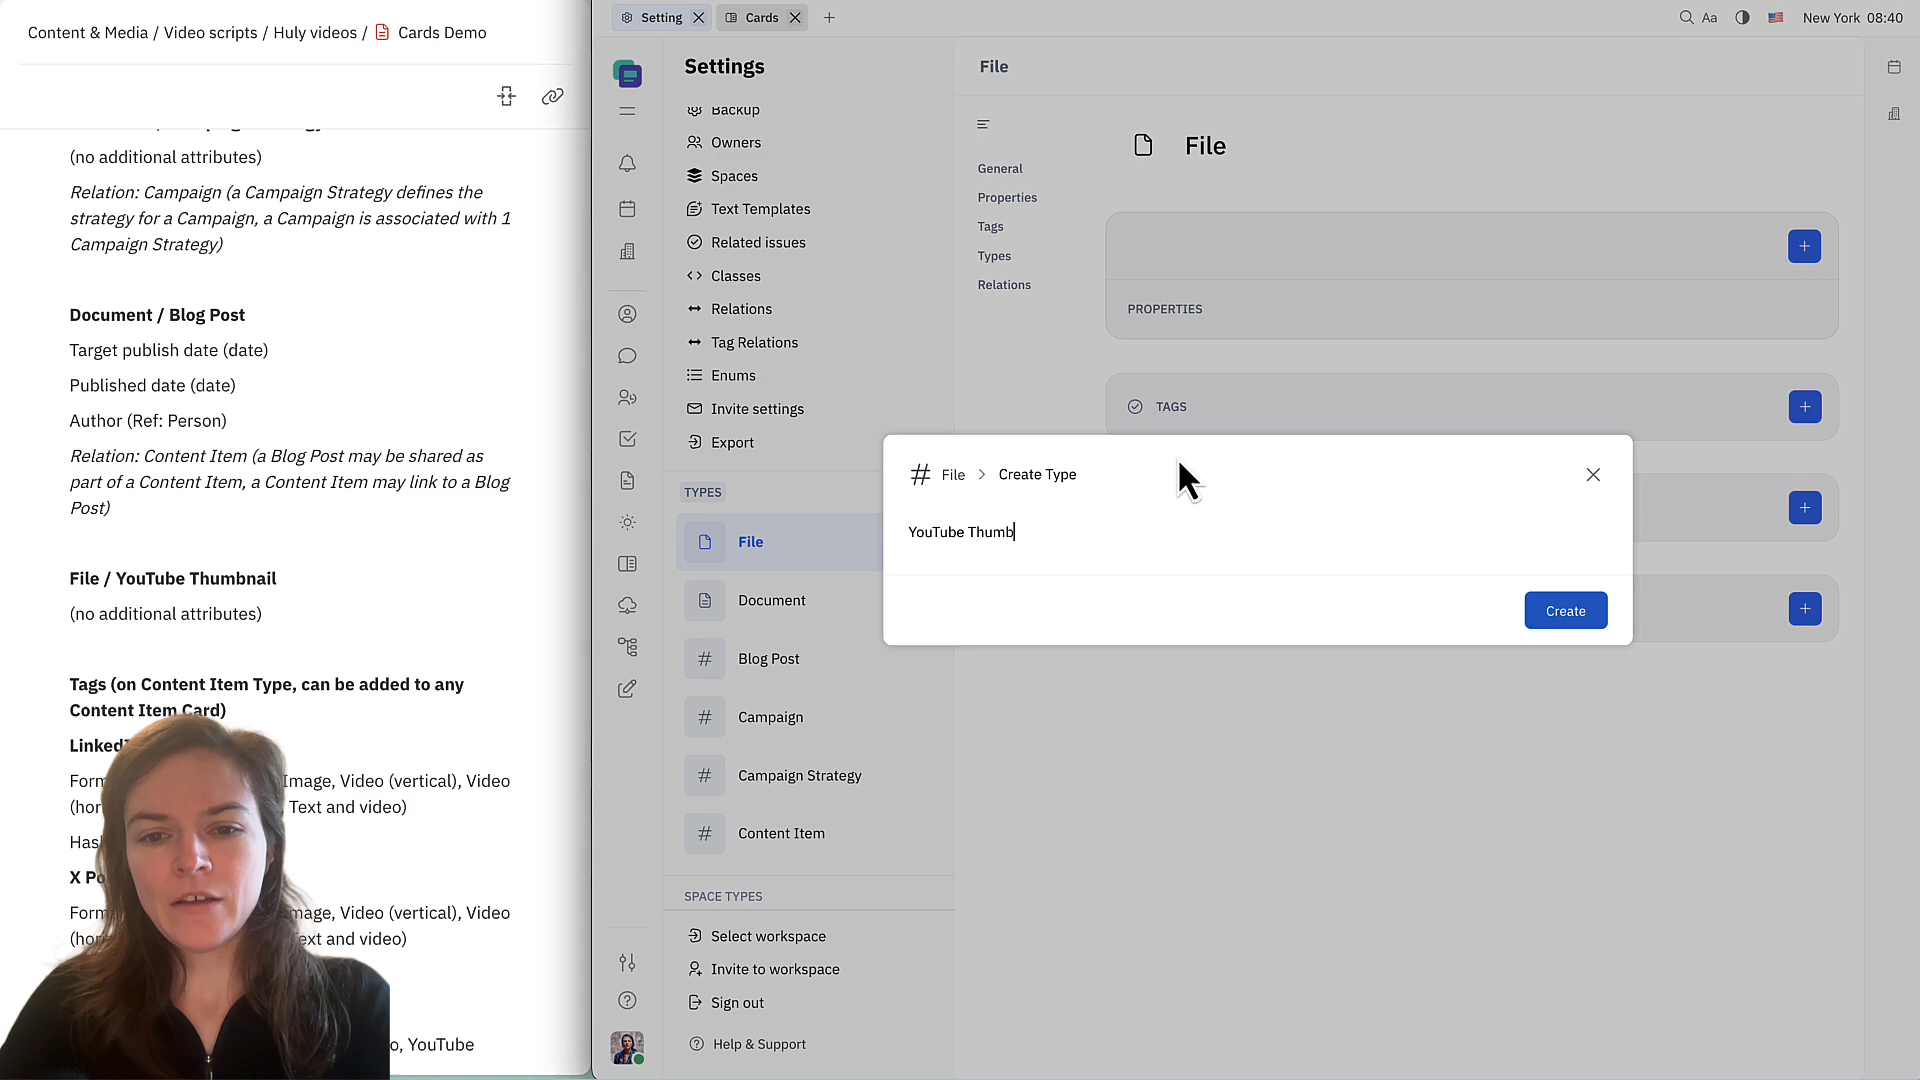 Content & Media / Video scripts / Huly videos / Cards Demo
(no additional attributes)
Relation: Campaign (a Campaign Strategy defines the
strategy for a Campaign, a Campaign is associated with 1
Campaign Strategy)
Document / Blog Post
Target publish date (date)
Published date (date)
Author (Ref: Person)
Relation: Content Item (a Blog Post may be shared as
part of a Content Item, a Content Item may link to a Blog
Post)
File / YouTube Thumbnail
(no additional attributes)
Tags (on Content Item Type, can be added to any
Content Item Card)
Image, Video (vertical), Video
Text and video)
X
Video (vertical), Video
Text and video)
YouTube
Setting
Cards
Aa
New York 08:40
Settings
Backup
Owners
Spaces
Text Templates
Related issues
Classes
Relations
Tag Relations
Enums
Invite settings
Export
TYPES
File
Document
Blog Post
Campaign
Campaign Strategy
Content Item
SPACE TYPES
Select workspace
Invite to workspace
Sign out
Help & Support
File
General
Properties
Tags
Types
Relations
File
PROPERTIES
TAGS
File > Create Type
YouTube Thumb
Create